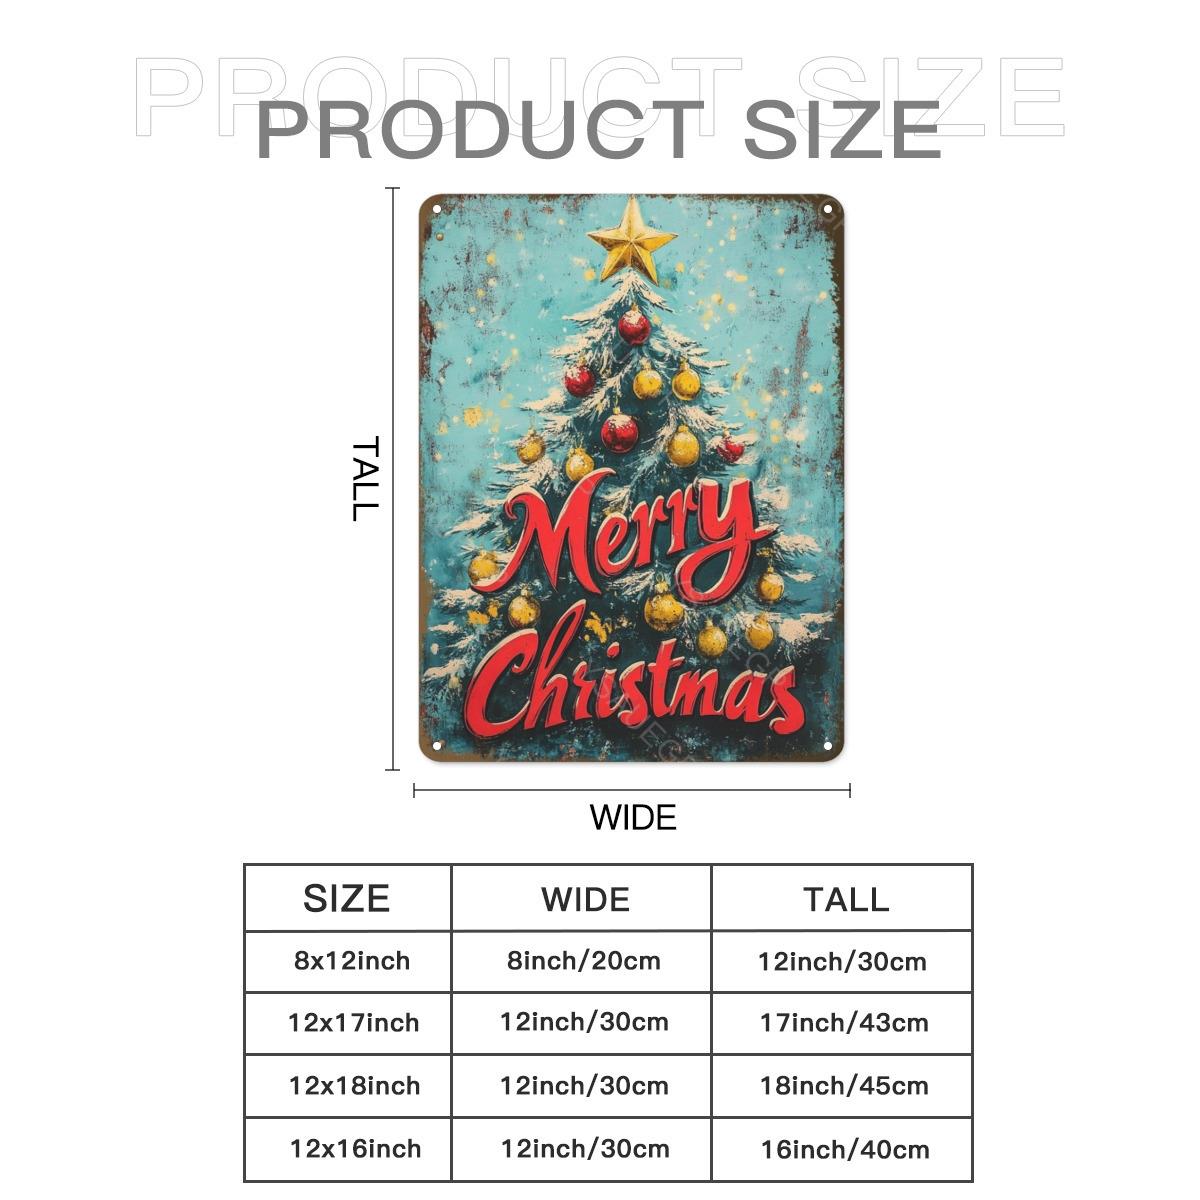 PRODUCT SIZE
PRODUCT SIZE
TALL
Merry
Christmas
WIDE
SIZE WIDE TALL
8x12inch 8inch/20cm 12inch/30cm
12x17inch 12inch/30cm 17inch/43cm
12x18inch 12inch/30cm 18inch/45cm
12x16inch 12inch/30cm 16inch/40cm